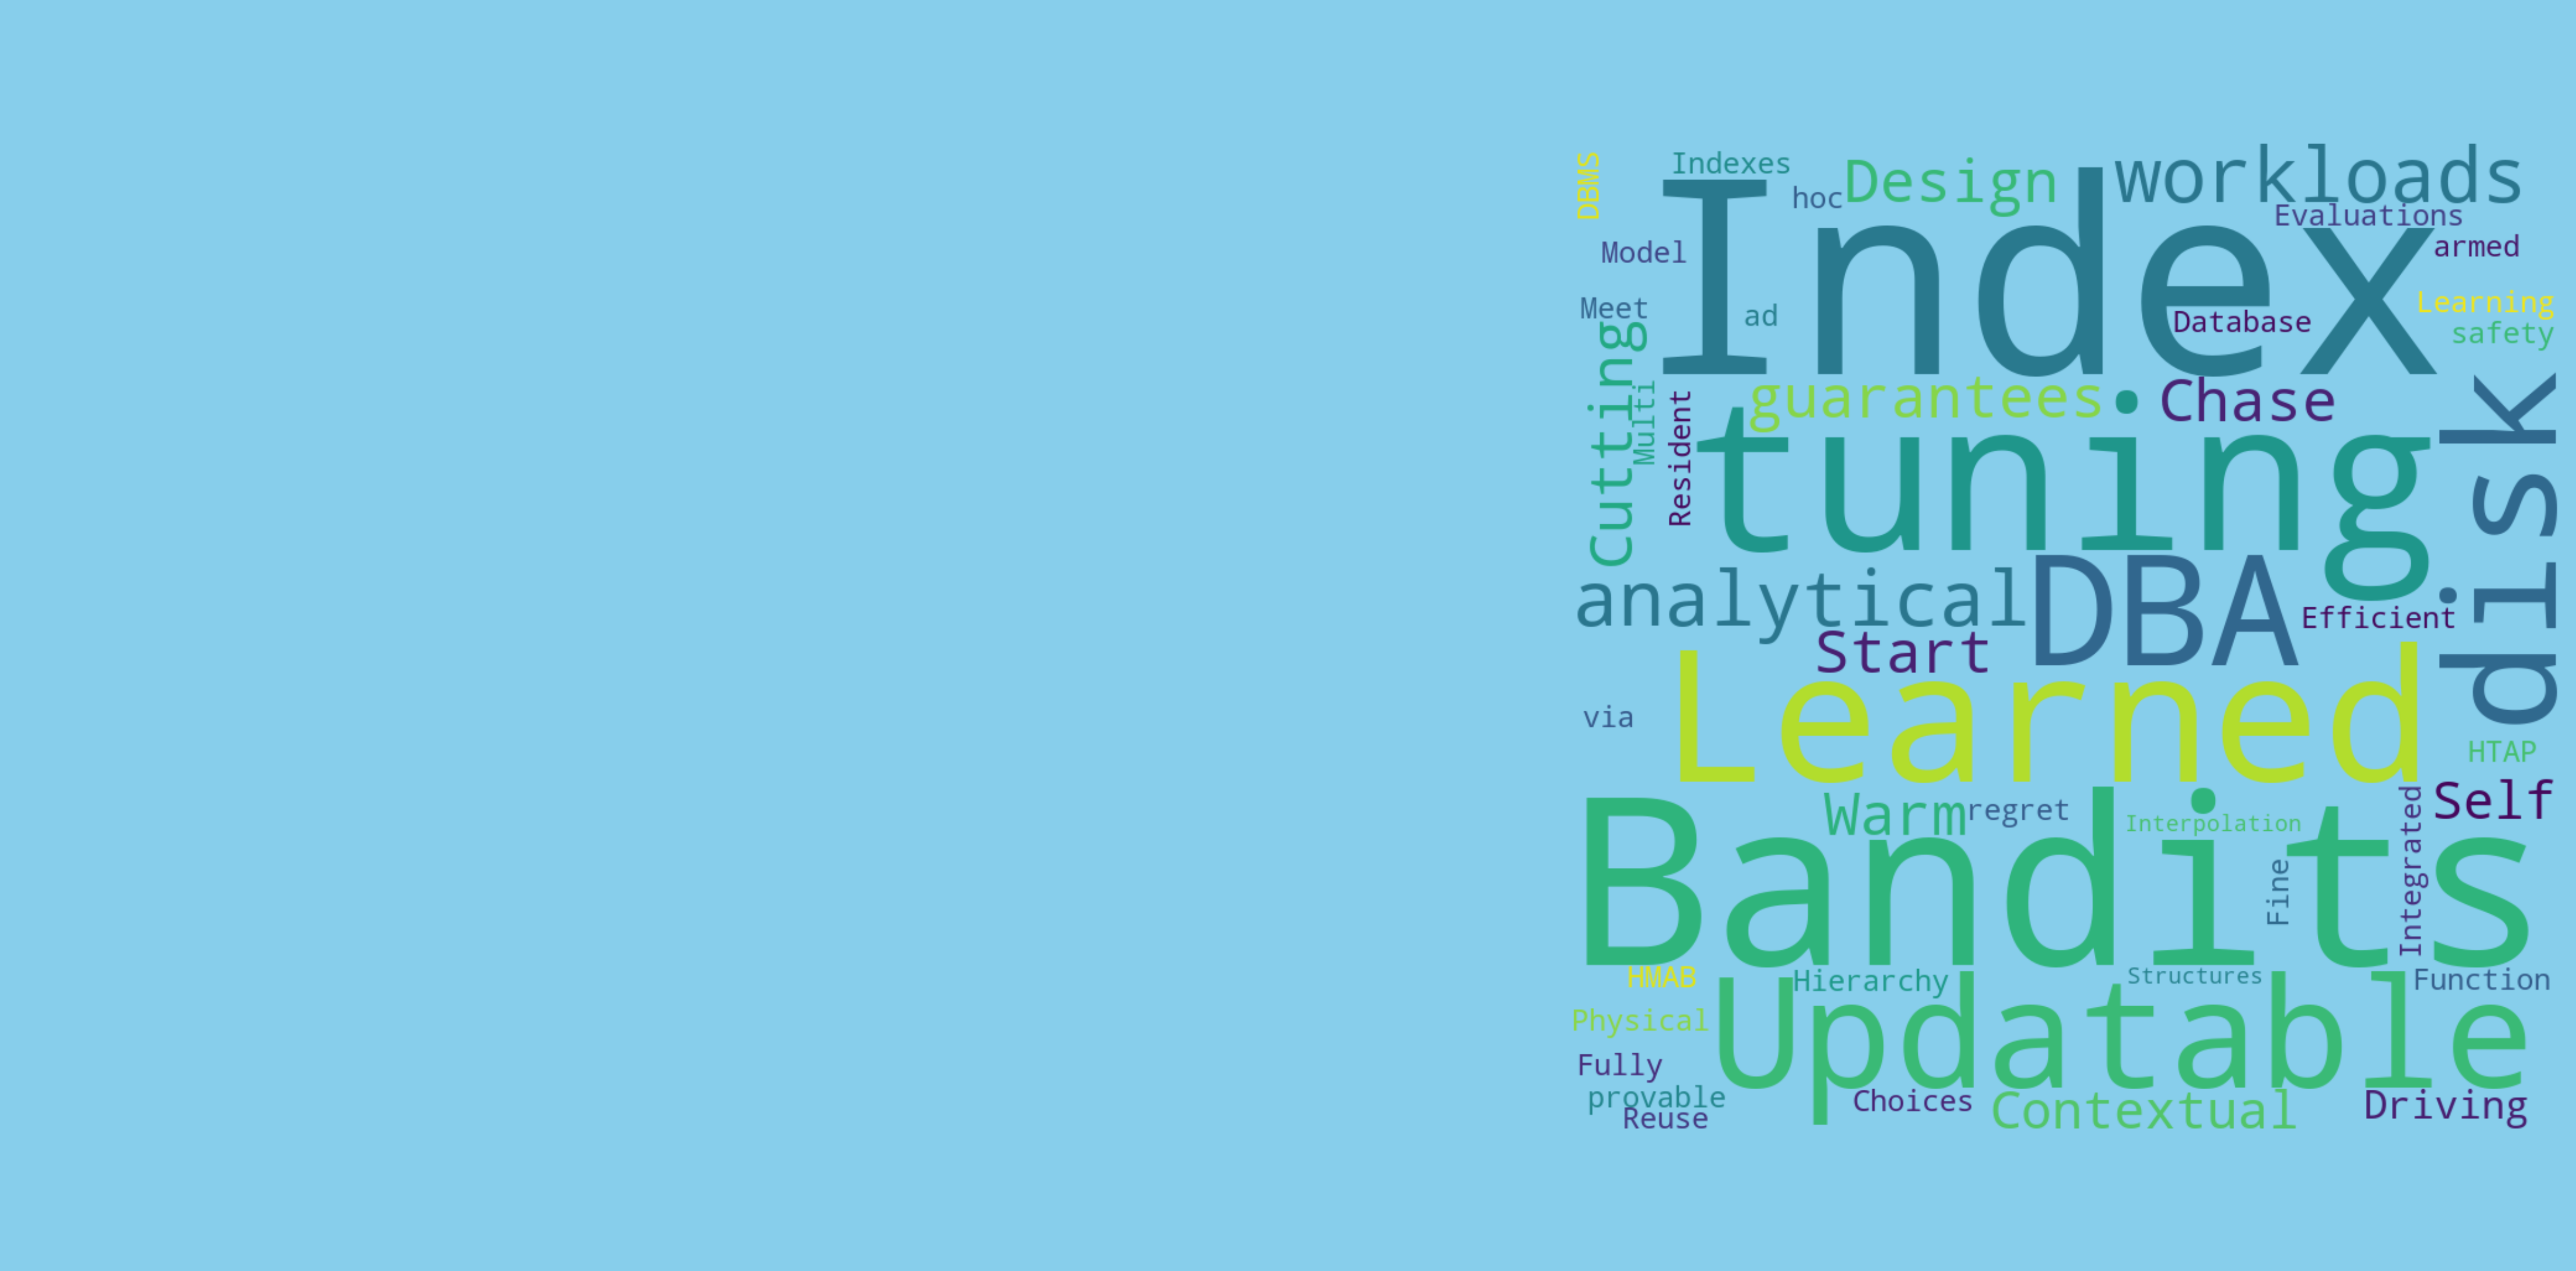 DBMS
Indexes
hoc
Design
workloads
Evaluations
Model
Index
armed
Meet
ad
Database
Learning
safety
Cutting
Multi
Resident
guarantees
Chase
tuning
disk
analytical
DBA
Efficient
Start
Learned
via
HTAP
Warm
regret
Interpolation
Integrated
Self
Bandits
Fine
HMAB
Hierarchy
Structures
Function
Physical
Updatable
Fully
provable
Reuse
Choices
Contextual
Driving